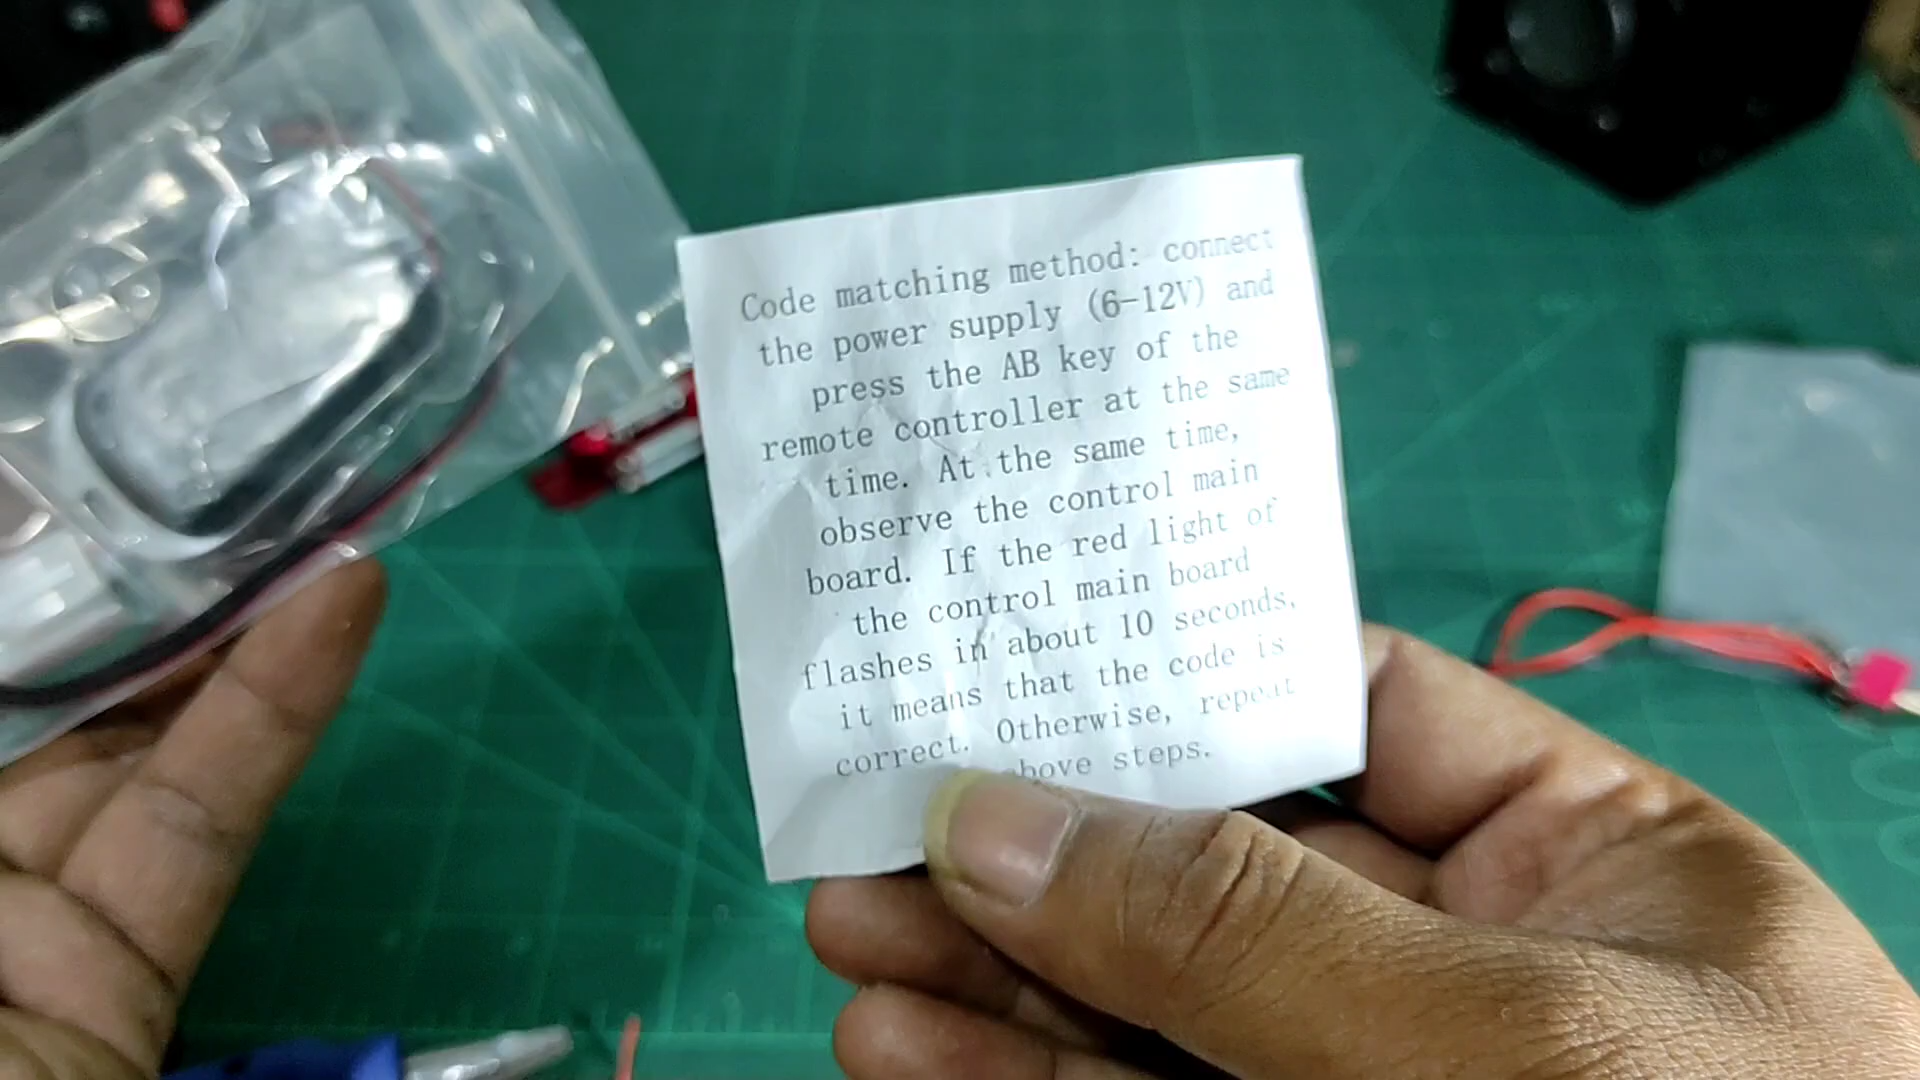 Code matching method: connect
the power supply (6-12V) and
press the AB key of the
remote controller at the same
time. At the same time,
observe the control main
board. If the red light of
the control main board
flashes in about 10 seconds,
it means that the code is
correct. Otherwise, repeat
above steps.